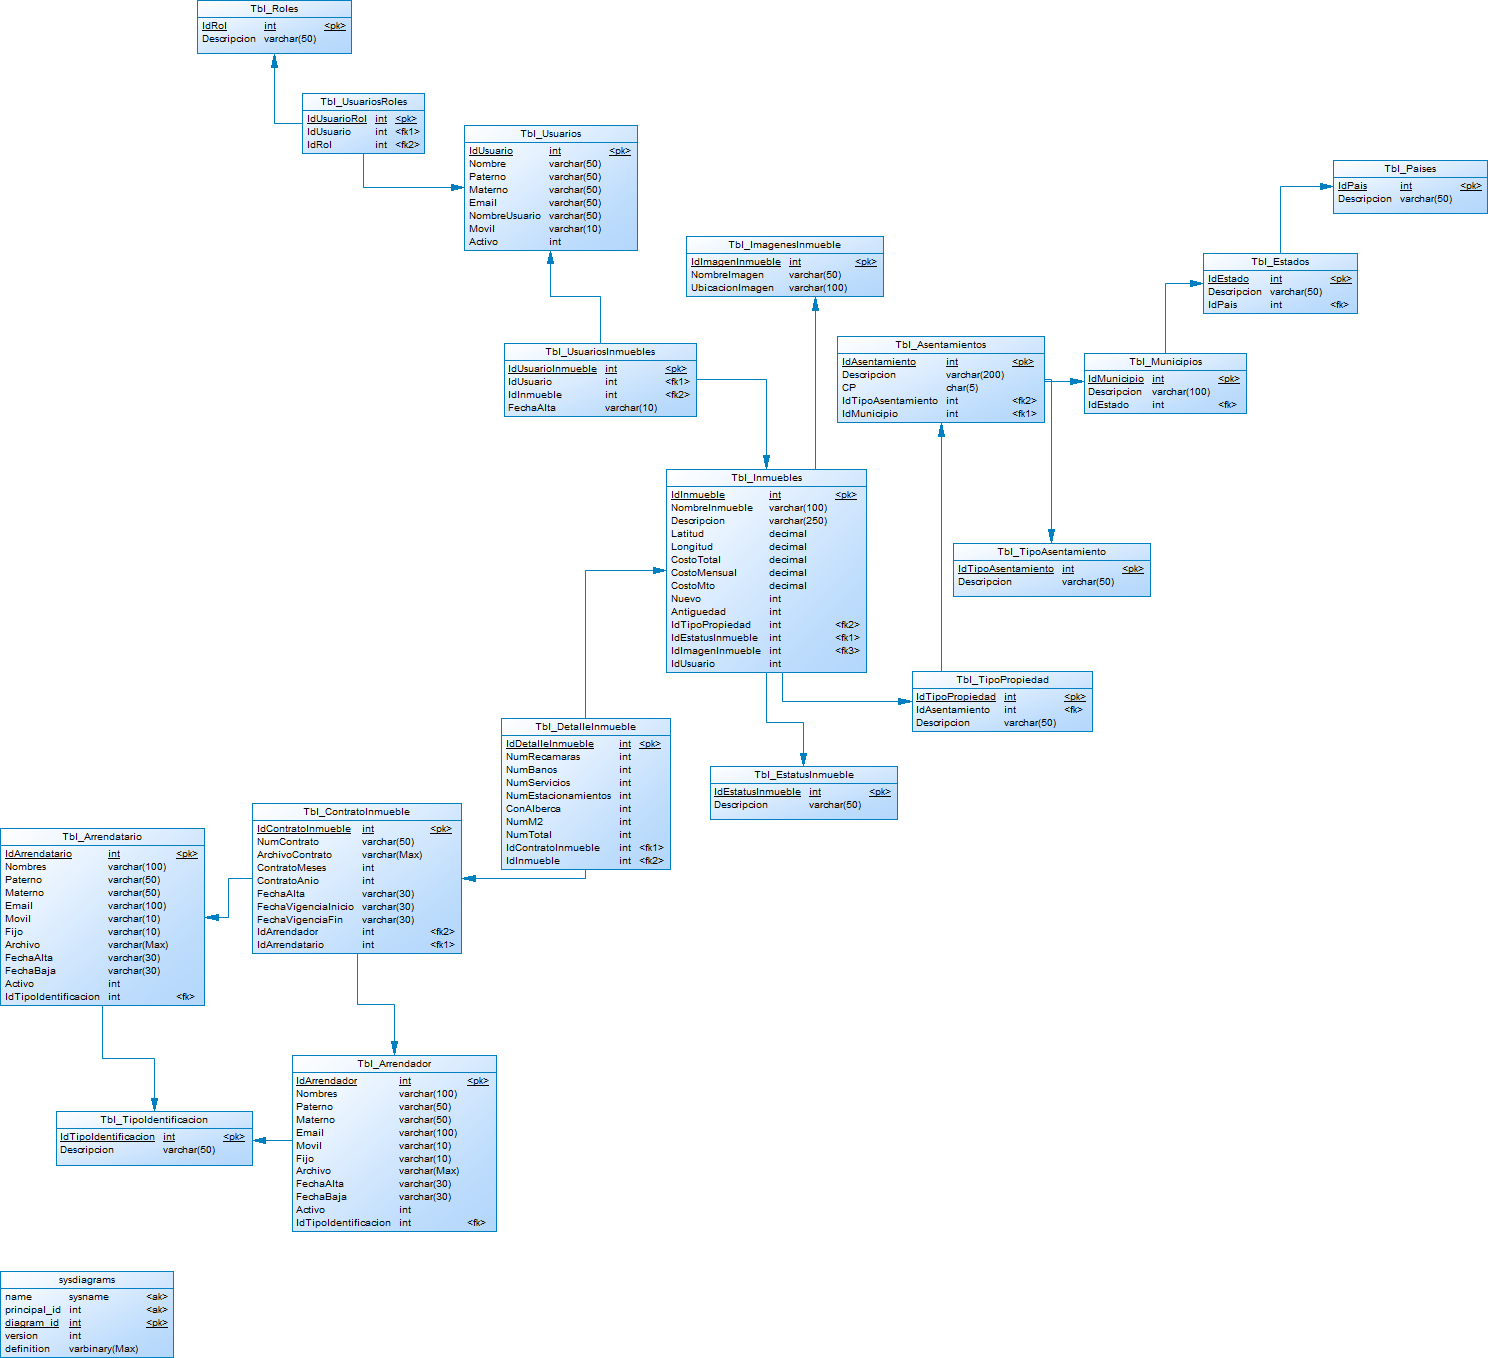 Tbl_Roles
IdRol int <pk>
Descripcion varchar(50)
Tbl_UsuariosRoles
IdUsuarioRol int <pk>
IdUsuario int <fk1>
IdRol int <fk2>
Tbl_Usuarios
IdUsuario int <pk>
Nombre varchar(50)
Paterno varchar(50)
Materno varchar(50)
Email varchar(50)
NombreUsuario varchar(50)
Movil varchar(10)
Activo int
Tbl_Paises
IdPais int <pk>
Descripcion varchar(50)
Tbl_ImagenesInmueble
IdImagenInmueble int <pk>
NombreImagen varchar(50)
UbicacionImagen varchar(100)
Tbl_Estados
IdEstado int <pk>
Descripcion varchar(50)
IdPais int <fk>
Tbl_UsuariosInmuebles
IdUsuarioInmueble int <pk>
IdUsuario int <fk1>
IdInmueble int <fk2>
FechaAlta varchar(10)
Tbl_Asentamientos
IdAsentamiento int <pk>
Descripcion varchar(200)
CP char(5)
IdTipoAsentamiento int <fk2>
IdMunicipio int <fk1>
Tbl_Municipios
IdMunicipio int <pk>
Descripcion varchar(100)
IdEstado int <fk>
Tbl_Inmuebles
IdInmueble int <pk>
NombreInmueble varchar(100)
Descripcion varchar(250)
Latitud decimal
Longitud decimal
CostoTotal decimal
CostoMensual decimal
CostoMto decimal
Nuevo int
Antiguedad int
IdTipoPropiedad int <fk2>
IdEstatusInmueble int <fk1>
IdImagenInmueble int <fk3>
IdUsuario int
Tbl_TipoAsentamiento
IdTipoAsentamiento int <pk>
Descripcion varchar(50)
Tbl_TipoPropiedad
IdTipoPropiedad int <pk>
IdAsentamiento int <fk>
Descripcion varchar(50)
Tbl_DetalleInmueble
IdDetalleInmueble int <pk>
NumRecamaras int
NumBanos int
NumServicios int
NumEstacionamientos int
ConAlberca int
NumM2 int
NumTotal int
IdContratoInmueble int <fk1>
IdInmueble int <fk2>
Tbl_EstatusInmueble
IdEstatusInmueble int <pk>
Descripcion varchar(50)
Tbl_ContratoInmueble
IdContratoInmueble int <pk>
NumContrato varchar(50)
ArchivoContrato varchar(Max)
ContratoMeses int
ContratoAnio int
FechaAlta varchar(30)
FechaVigenciaInicio varchar(30)
FechaVigenciaFin varchar(30)
IdArrendador int <fk2>
IdArrendatario int <fk1>
Tbl_Arrendatario
IdArrendatario int <pk>
Nombres varchar(100)
Paterno varchar(50)
Materno varchar(50)
Email varchar(100)
Movil varchar(10)
Fijo varchar(10)
Archivo varchar(Max)
FechaAlta varchar(30)
FechaBaja varchar(30)
Activo int
IdTipoIdentificacion int <fk>
Tbl_Arrendador
IdArrendador int <pk>
Nombres varchar(100)
Paterno varchar(50)
Materno varchar(50)
Email varchar(100)
Movil varchar(10)
Fijo varchar(10)
Archivo varchar(Max)
FechaAlta varchar(30)
FechaBaja varchar(30)
Activo int
IdTipoIdentificacion int <fk>
Tbl_TipoIdentificacion
IdTipoIdentificacion int <pk>
Descripcion varchar(50)
sysdiagrams
name sysname <ak>
principal_id int <ak>
diagram_id int <pk>
version int
definition varbinary(Max)